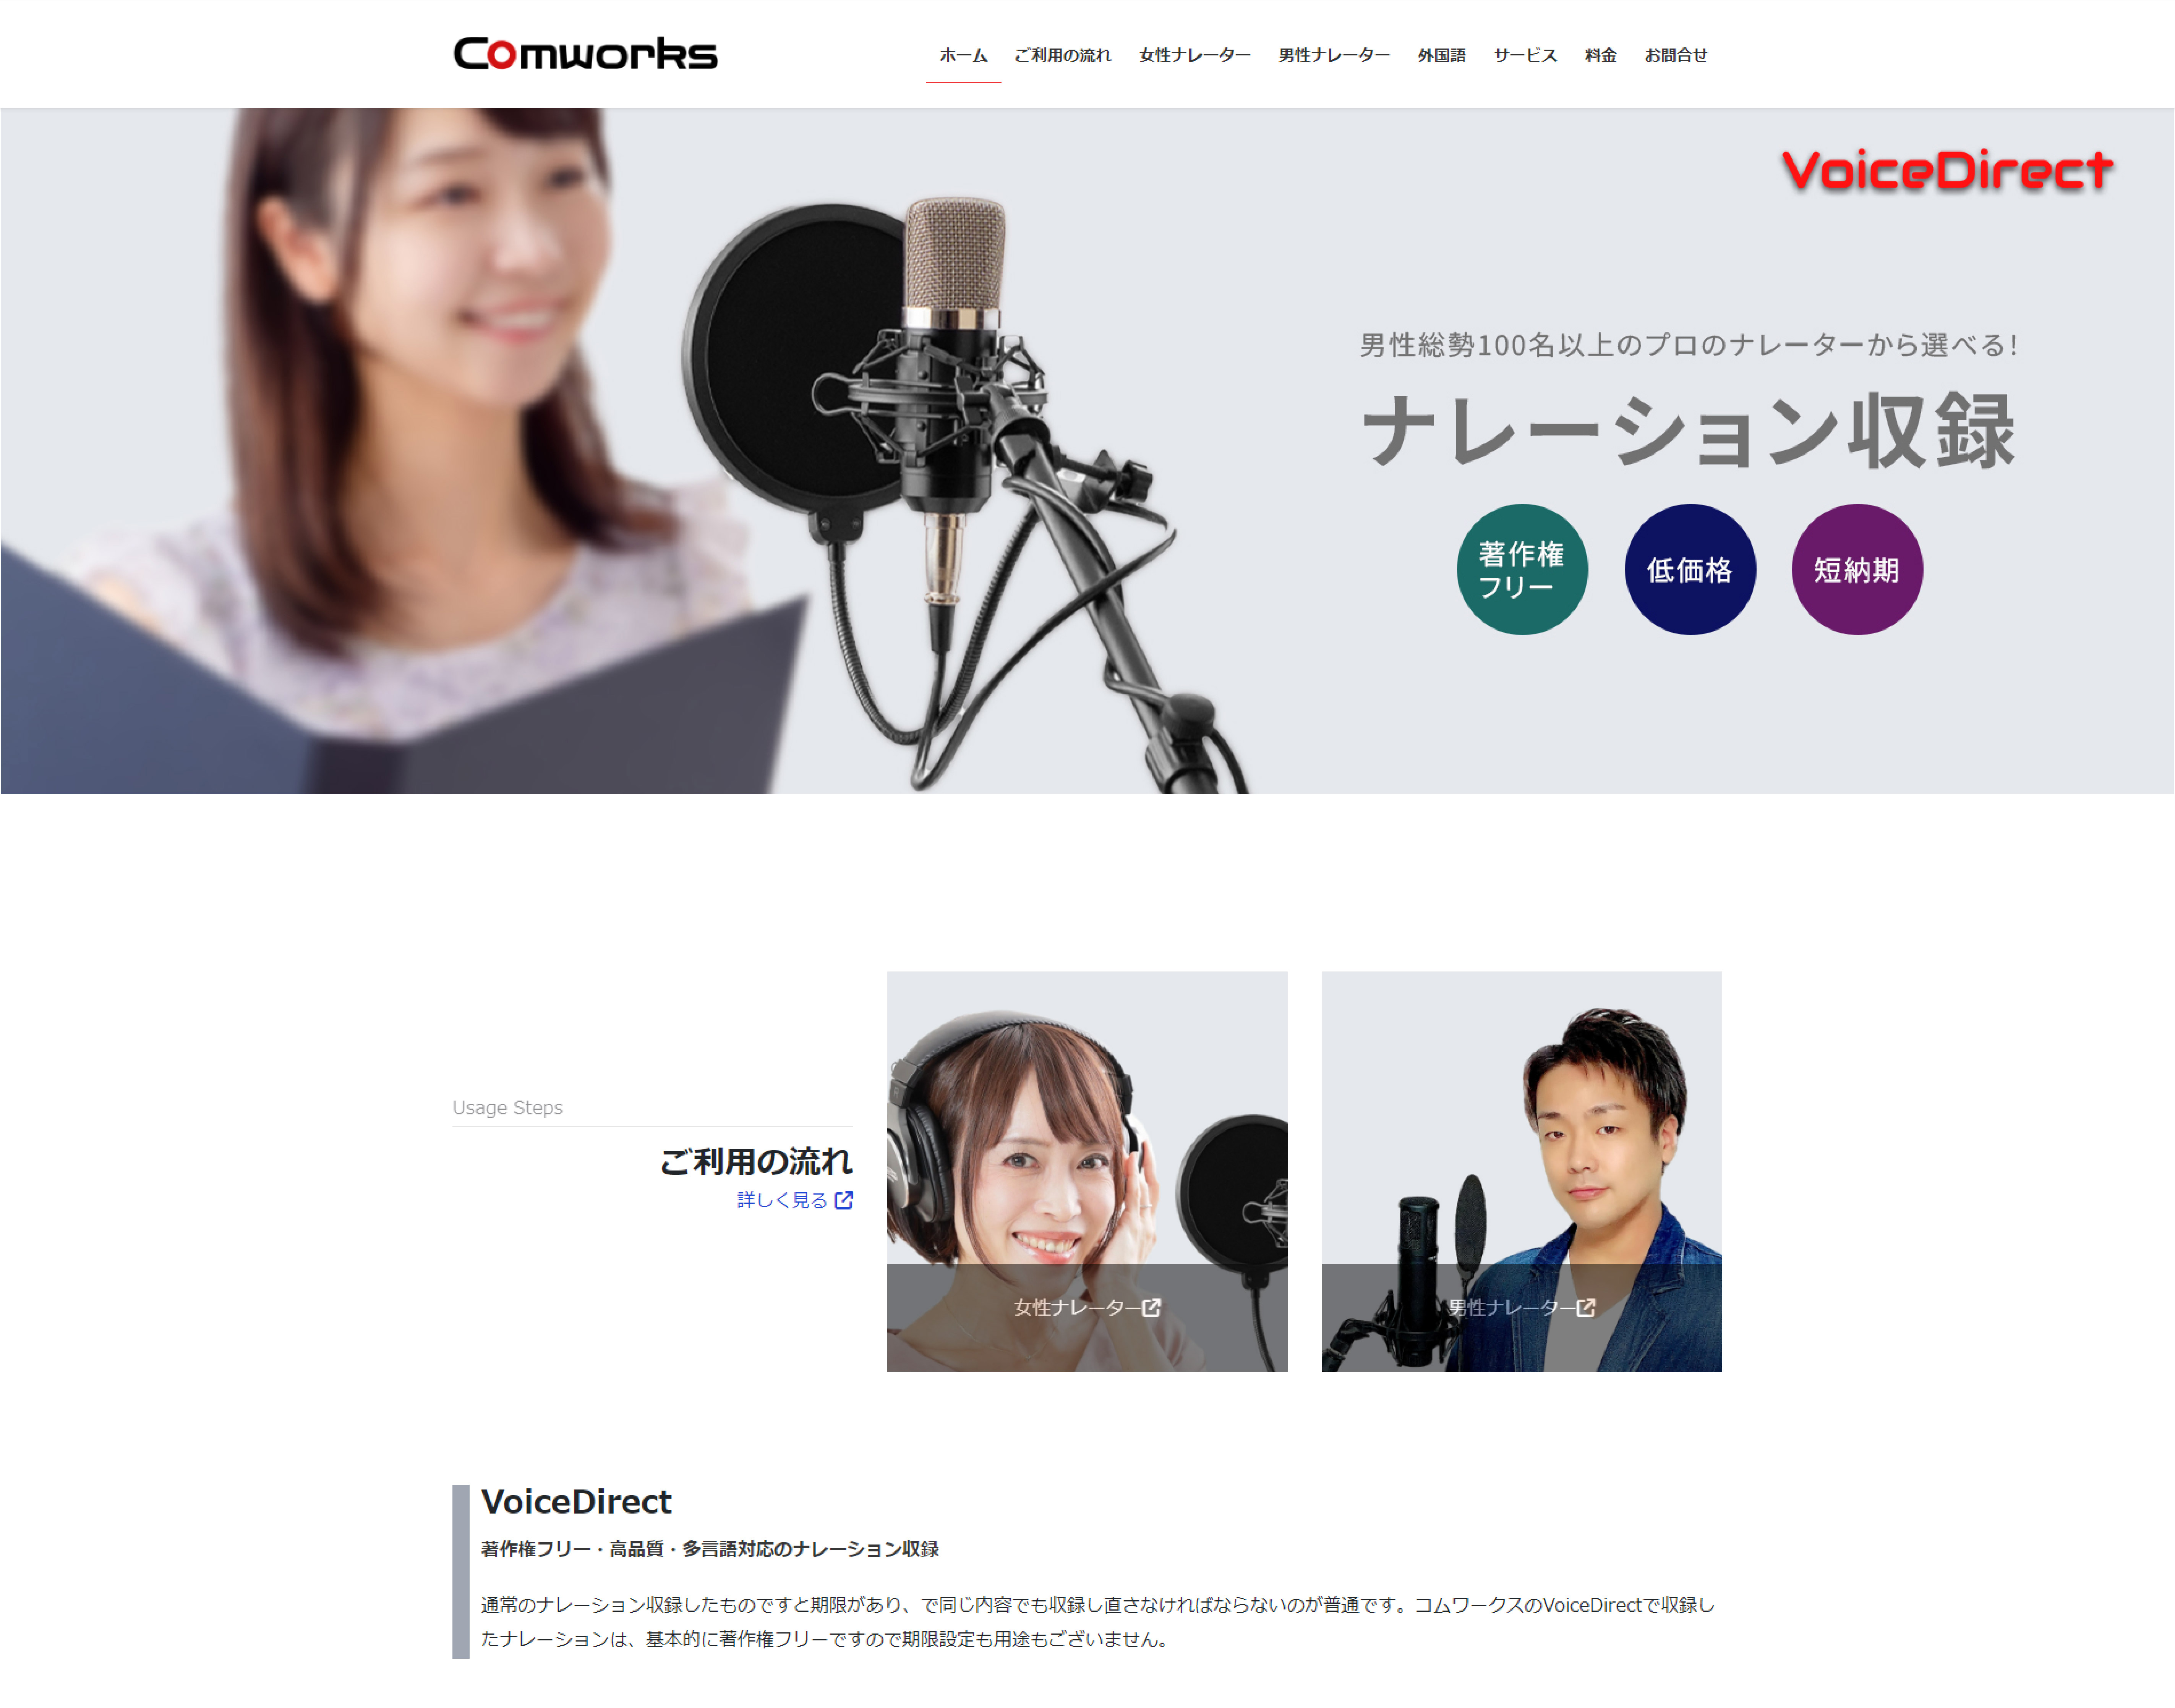 Comworks
ホーム ご利用の流れ 女性ナレーター 男性ナレーター 外国語 サービス 料金 お問合せ
VoiceDirect
男性総勢100名以上のプロのナレーターから選べる!
ナレーション収録
著作権
フリー
低価格
短納期
Usage Steps
ご利用の流れ
詳しく見る
女性ナレーター
男性ナレーター
VoiceDirect
著作権フリー・高品質・多言語対応のナレーション収録
通常のナレーション収録したものですと期限があり、で同じ内容でも収録し直さなければならないのが普通です。コムワークスのVoiceDirectで収録し
たナレーションは、基本的に著作権フリーですので期限設定も用途もございません。